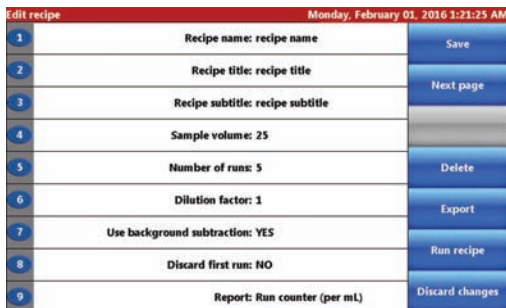 Edit recipe Monday, February 01, 2016 1:21:25 AM
1 Recipe name: recipe name
Save
2 Recipe title: recipe title
Next page
3 Recipe subtitle: recipe subtitle
4 Sample volume: 25
5 Number of runs: 5
Delete
6 Dilution factor: 1
Export
7 Use background subtraction: YES
Run recipe
8 Discard first run: NO
9 Report: Run counter (per mL)
Discard changes